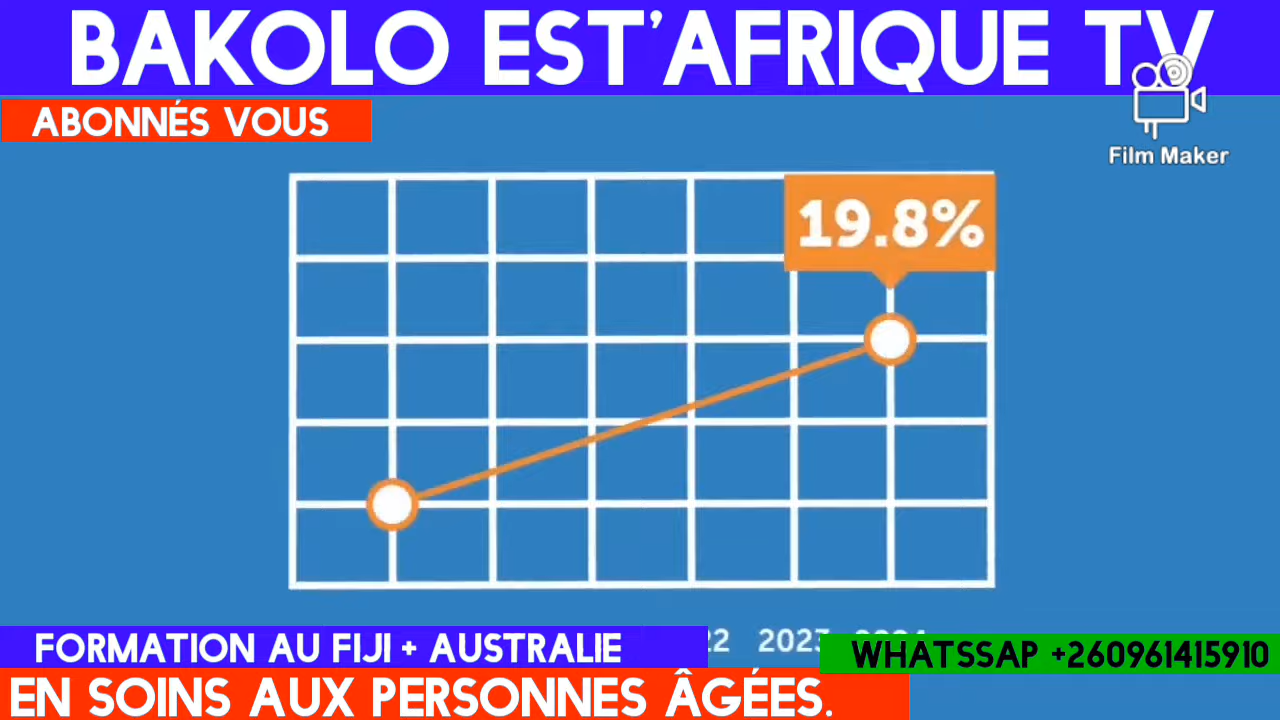 BAKOLO EST'AFRIQUE TV
ABONNÉS VOUS
Film Maker
19.8%
2023
FORMATION AU FIJI + AUSTRALIE
WHATSSAP +260961415910
EN SOINS AUX PERSONNES ÂGÉES.